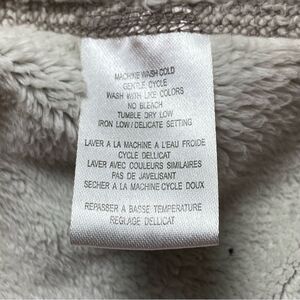 MACHINE WASH COLD
GENTLE CYCLE
WASH WITH LIKE COLORS
NO BLEACH
TUMBLE DRY LOW
IRON LOW/DELICATE SETTING
LAVER A LA MACHINE A L'EAU FROIDE
CYCLE DELLICAT
LAVER AVEC COULEURS SIMILAIRES
PAS DE JAVELISANT
SECHER A LA MACHINE CYCLE DOUX
REPASSER A BASSE TEMPERATURE
REGLAGE DELLICAT